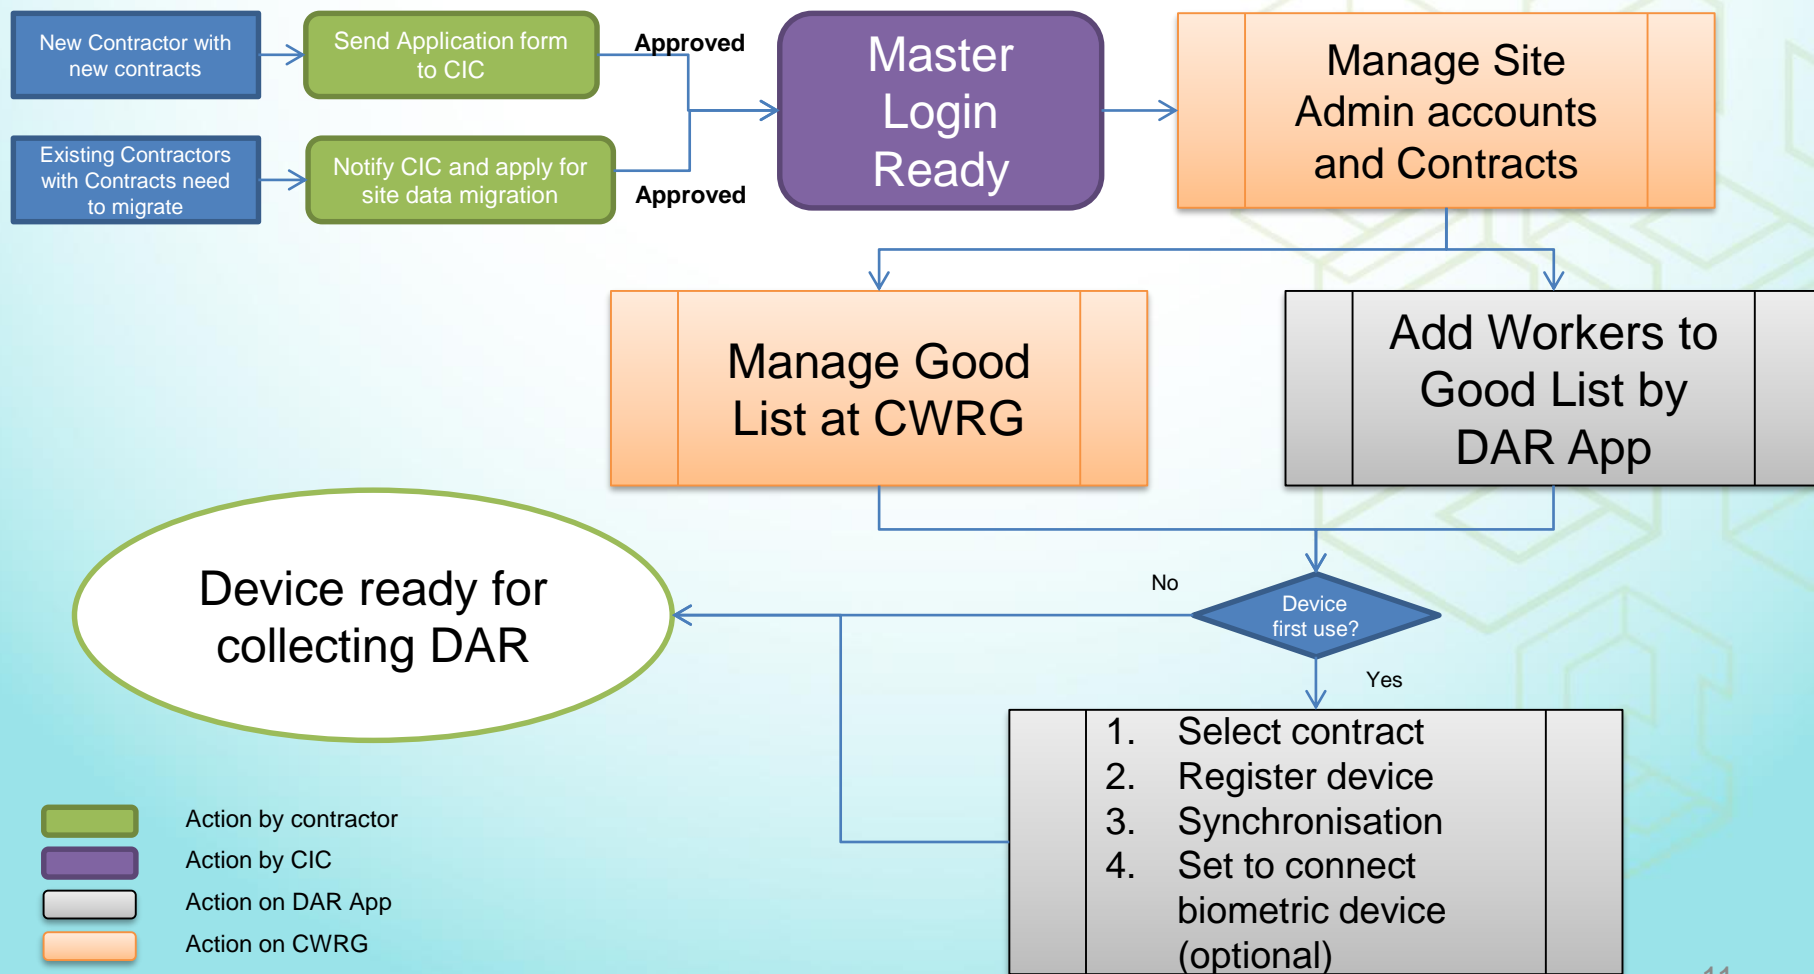 New Contractor with
new contracts
Send Application form
to CIC
Approved
Master
Login
Ready
Manage Site
Admin accounts
and Contracts
Existing Contractors
with Contracts need
to migrate
Notify CIC and apply for
site data migration
Approved
Manage Good
List at CWRG
Add Workers to
Good List by
DAR App
Device ready for
collecting DAR
No
Device
first use?
Yes
1. Select contract
2. Register device
3. Synchronisation
4. Set to connect
biometric device
(optional)
Action by contractor
Action by CIC
Action on DAR App
Action on CWRG